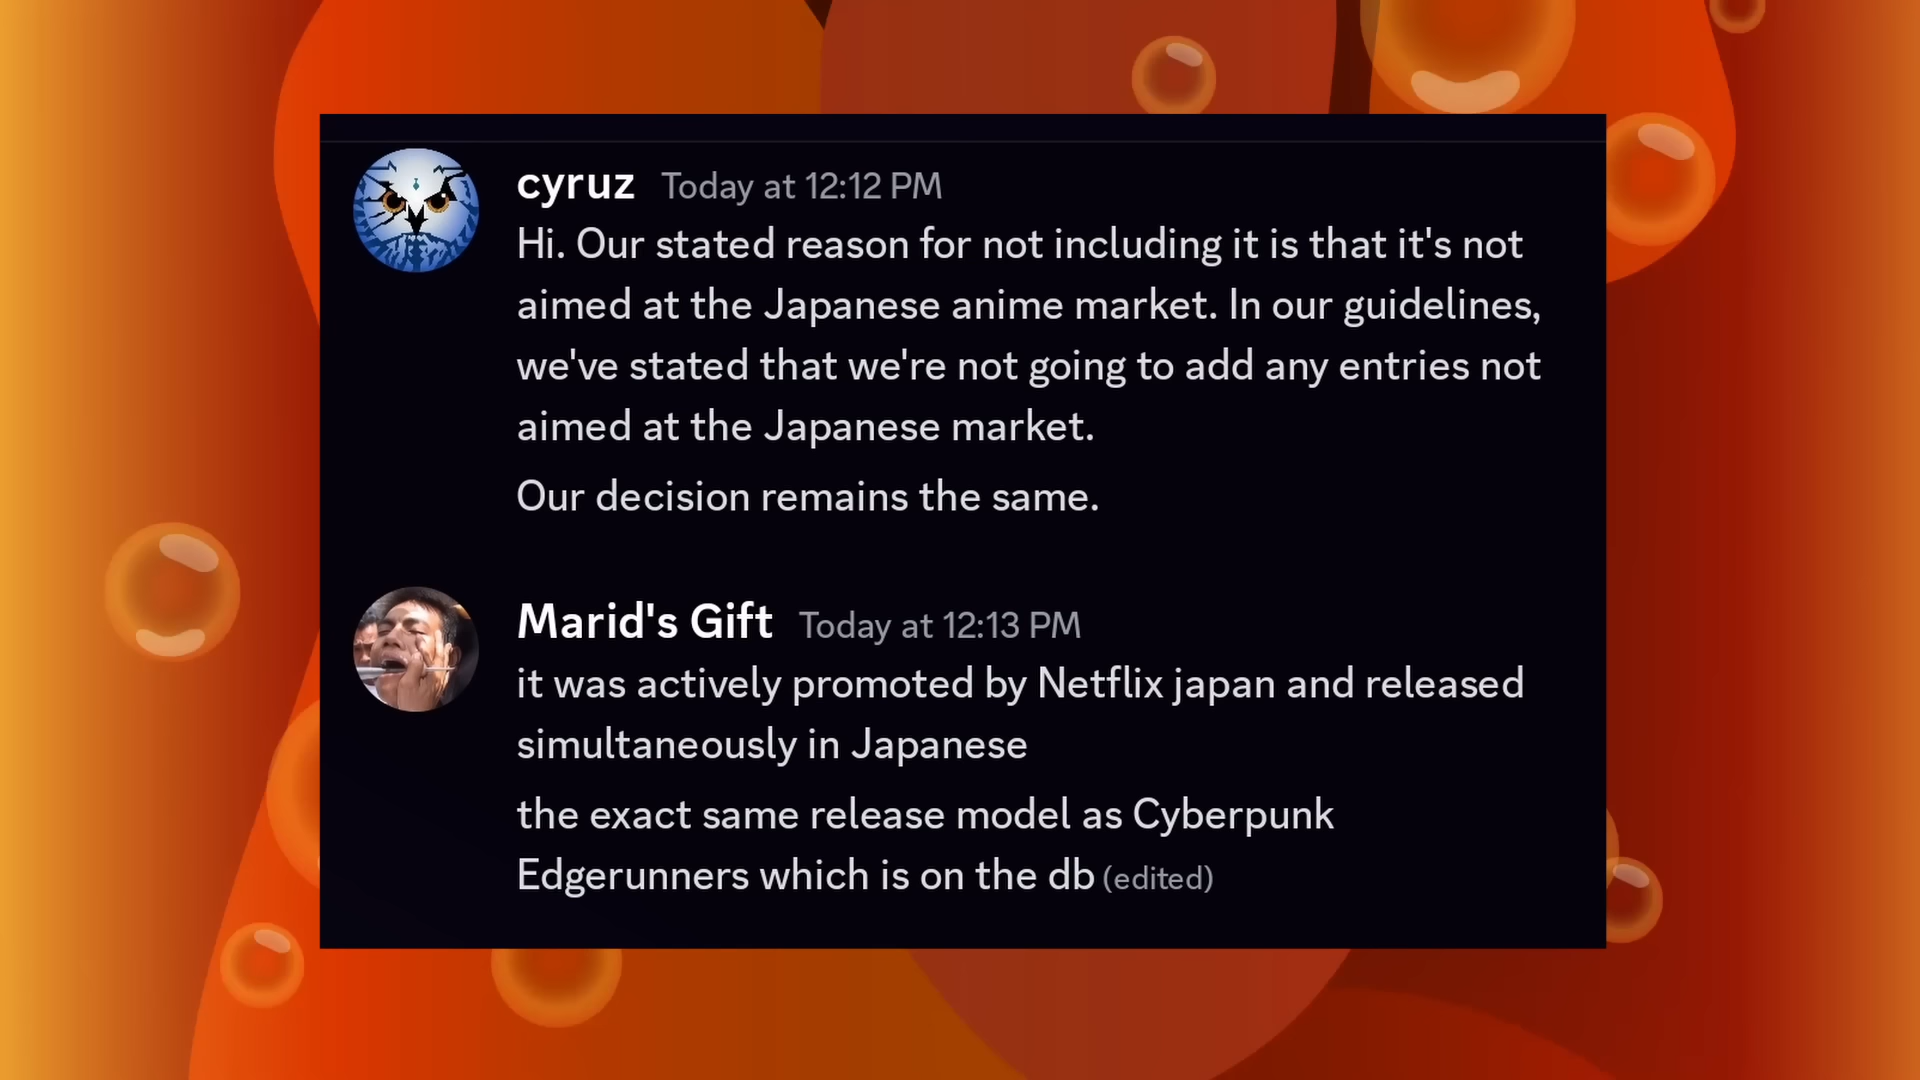 cyruz Today at 12:12 PM
Hi. Our stated reason for not including it is that it's not
aimed at the Japanese anime market. In our guidelines,
we've stated that we're not going to add any entries not
aimed at the Japanese market.
Our decision remains the same.
Marid's Gift Today at 12:13 PM
it was actively promoted by Netflix japan and released
simultaneously in Japanese
the exact same release model as Cyberpunk
Edgerunners which is on the db (edited)